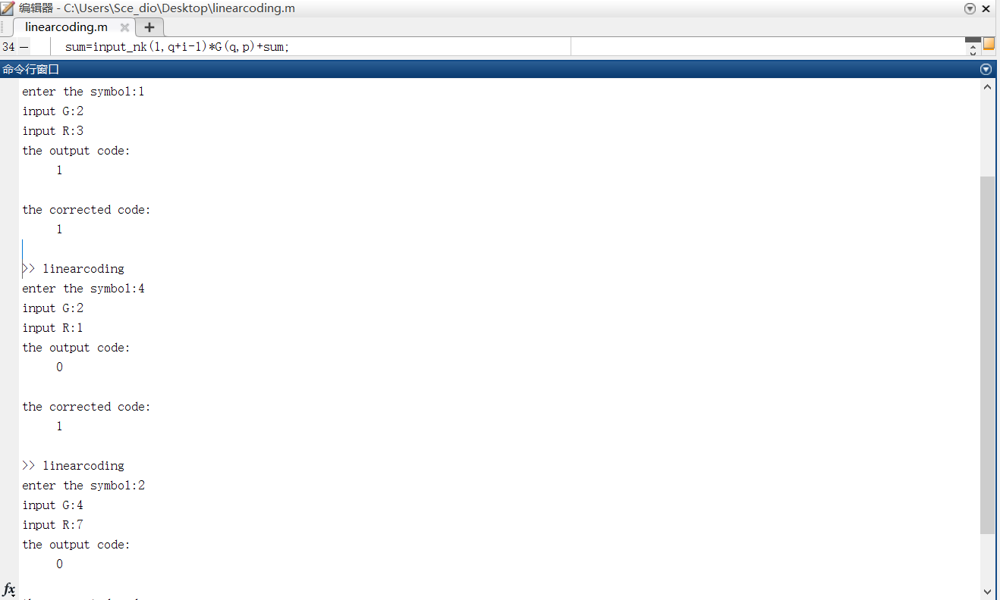 编辑器 - C:\Users\Sce_dio\Desktop\linearcoding.m
linearcoding.m
34 — sum=input_nk(1,q+i-1)*G(q,p)+sum;
命令行窗口
enter the symbol:1
input G:2
input R:3
the output code:
1
the corrected code:
1
>> linearcoding
enter the symbol:4
input G:2
input R:1
the output code:
0
the corrected code:
1
>> linearcoding
enter the symbol:2
input G:4
input R:7
the output code:
0
fx